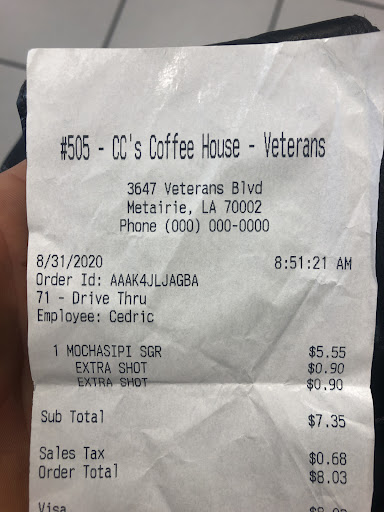 #505 - CC's Coffee House - Veterans
3647 Veterans Blvd
Metairie, LA 70002
Phone (000) 000-0000
8/31/2020 8:51:21 AM
Order Id: AAAK4JLJAGBA
71 - Drive Thru
Employee: Cedric
1 MOCHASIPI SGR $5.55
EXTRA SHOT $0.90
EXTRA SHOT $0.90
Sub Total $7.35
Sales Tax $0.68
Order Total $8.03
Visa